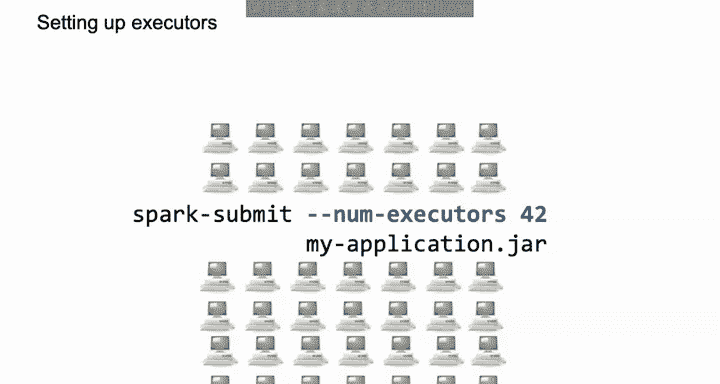 Setting up executors
spark-submit --num-executors 42
my-application.jar